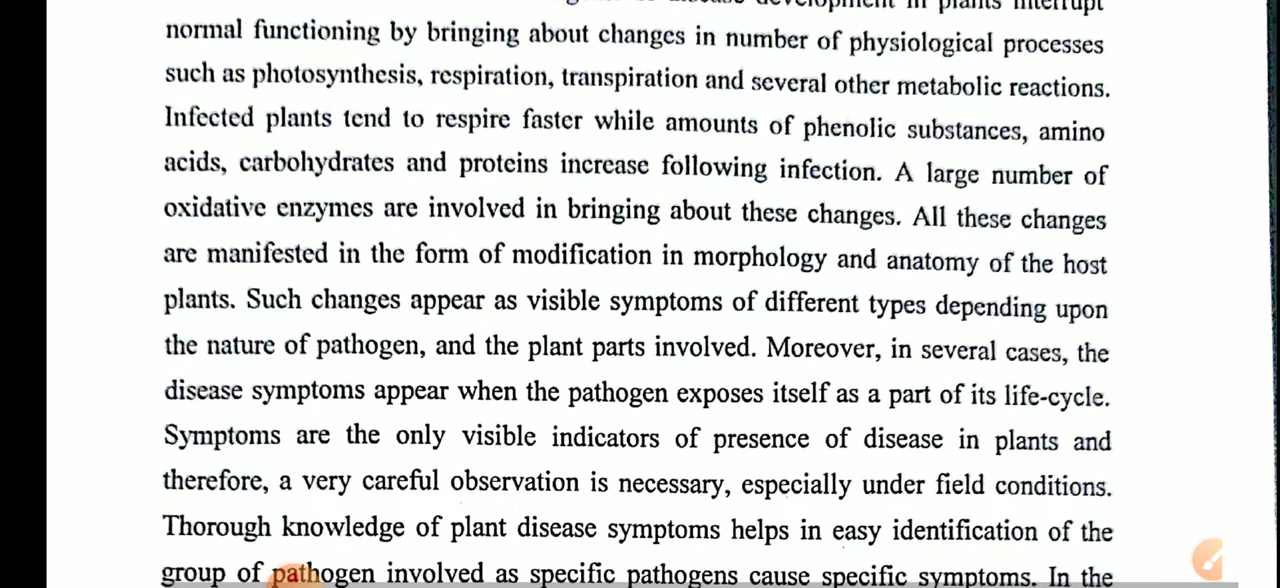 development in plants interrupt
normal functioning by bringing about changes in number of physiological processes
such as photosynthesis, respiration, transpiration and several other metabolic reactions.
Infected plants tend to respire faster while amounts of phenolic substances, amino
acids, carbohydrates and proteins increase following infection. A large number of
oxidative enzymes are involved in bringing about these changes. All these changes
are manifested in the form of modification in morphology and anatomy of the host
plants. Such changes appear as visible symptoms of different types depending upon
the nature of pathogen, and the plant parts involved. Moreover, in several cases, the
disease symptoms appear when the pathogen exposes itself as a part of its life-cycle.
Symptoms are the only visible indicators of presence of disease in plants and
therefore, a very careful observation is necessary, especially under field conditions.
Thorough knowledge of plant disease symptoms helps in easy identification of the
group of pathogen involved as specific pathogens cause specific symptoms. In the